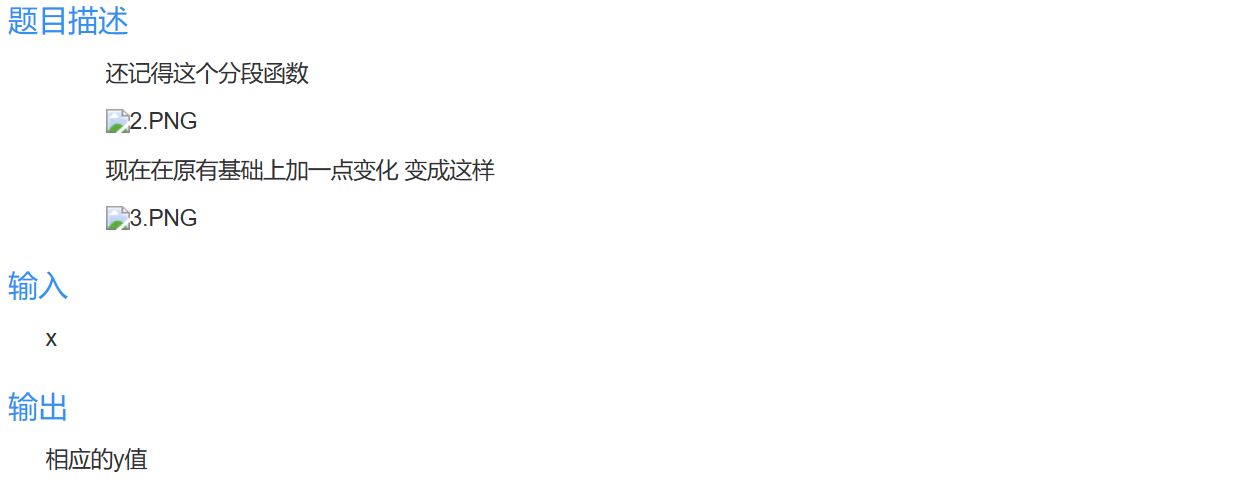 题目描述
还记得这个分段函数
2.PNG
现在在原有基础上加一点变化 变成这样
3.PNG
输入
x
输出
相应的y值